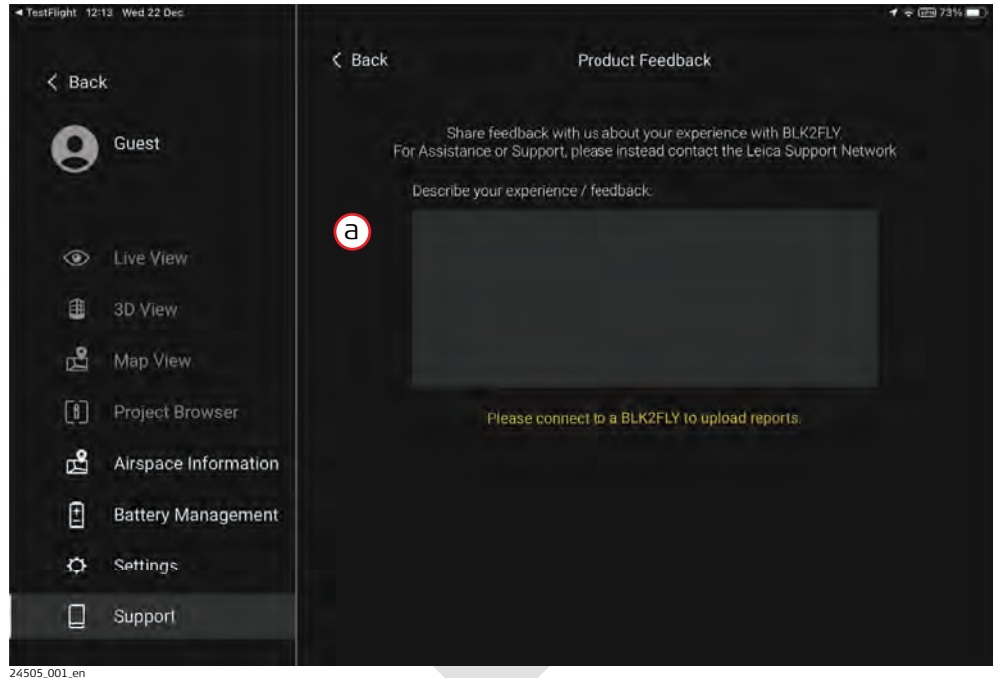 TestFlight 12:13 Wed 22 Dec
VPN 73%
Back
Guest
Live View
3D View
Map View
Project Browser
Airspace Information
Battery Management
Settings
Support
Back
Product Feedback
Share feedback with us about your experience with BLK2FLY.
For Assistance or Support, please instead contact the Leica Support Network
Describe your experience / feedback:
a
Please connect to a BLK2FLY to upload reports.
24505_001_en